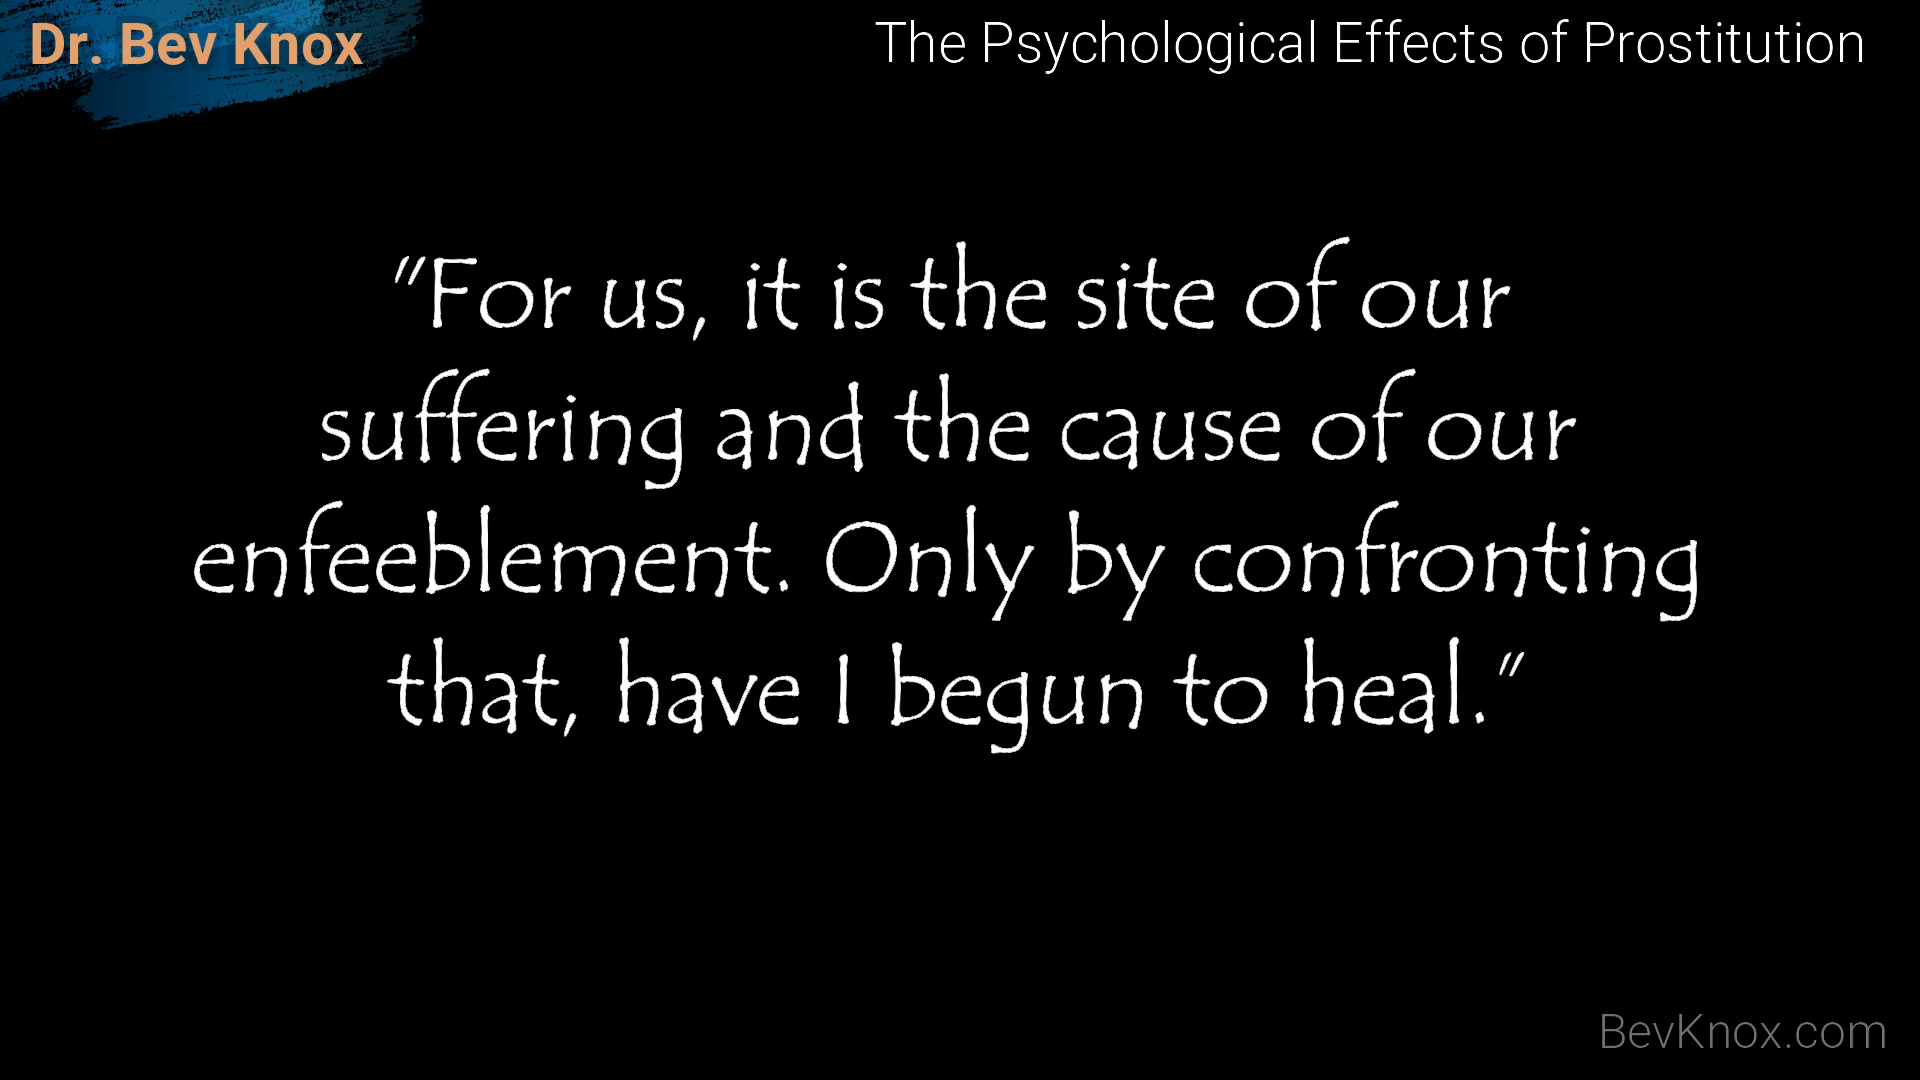 Dr. Bev Knox
The Psychological Effects of Prostitution
"For us, it is the site of our
suffering and the cause of our
enfeeblement. Only by confronting
that, have I begun to heal."
BevKnox.com